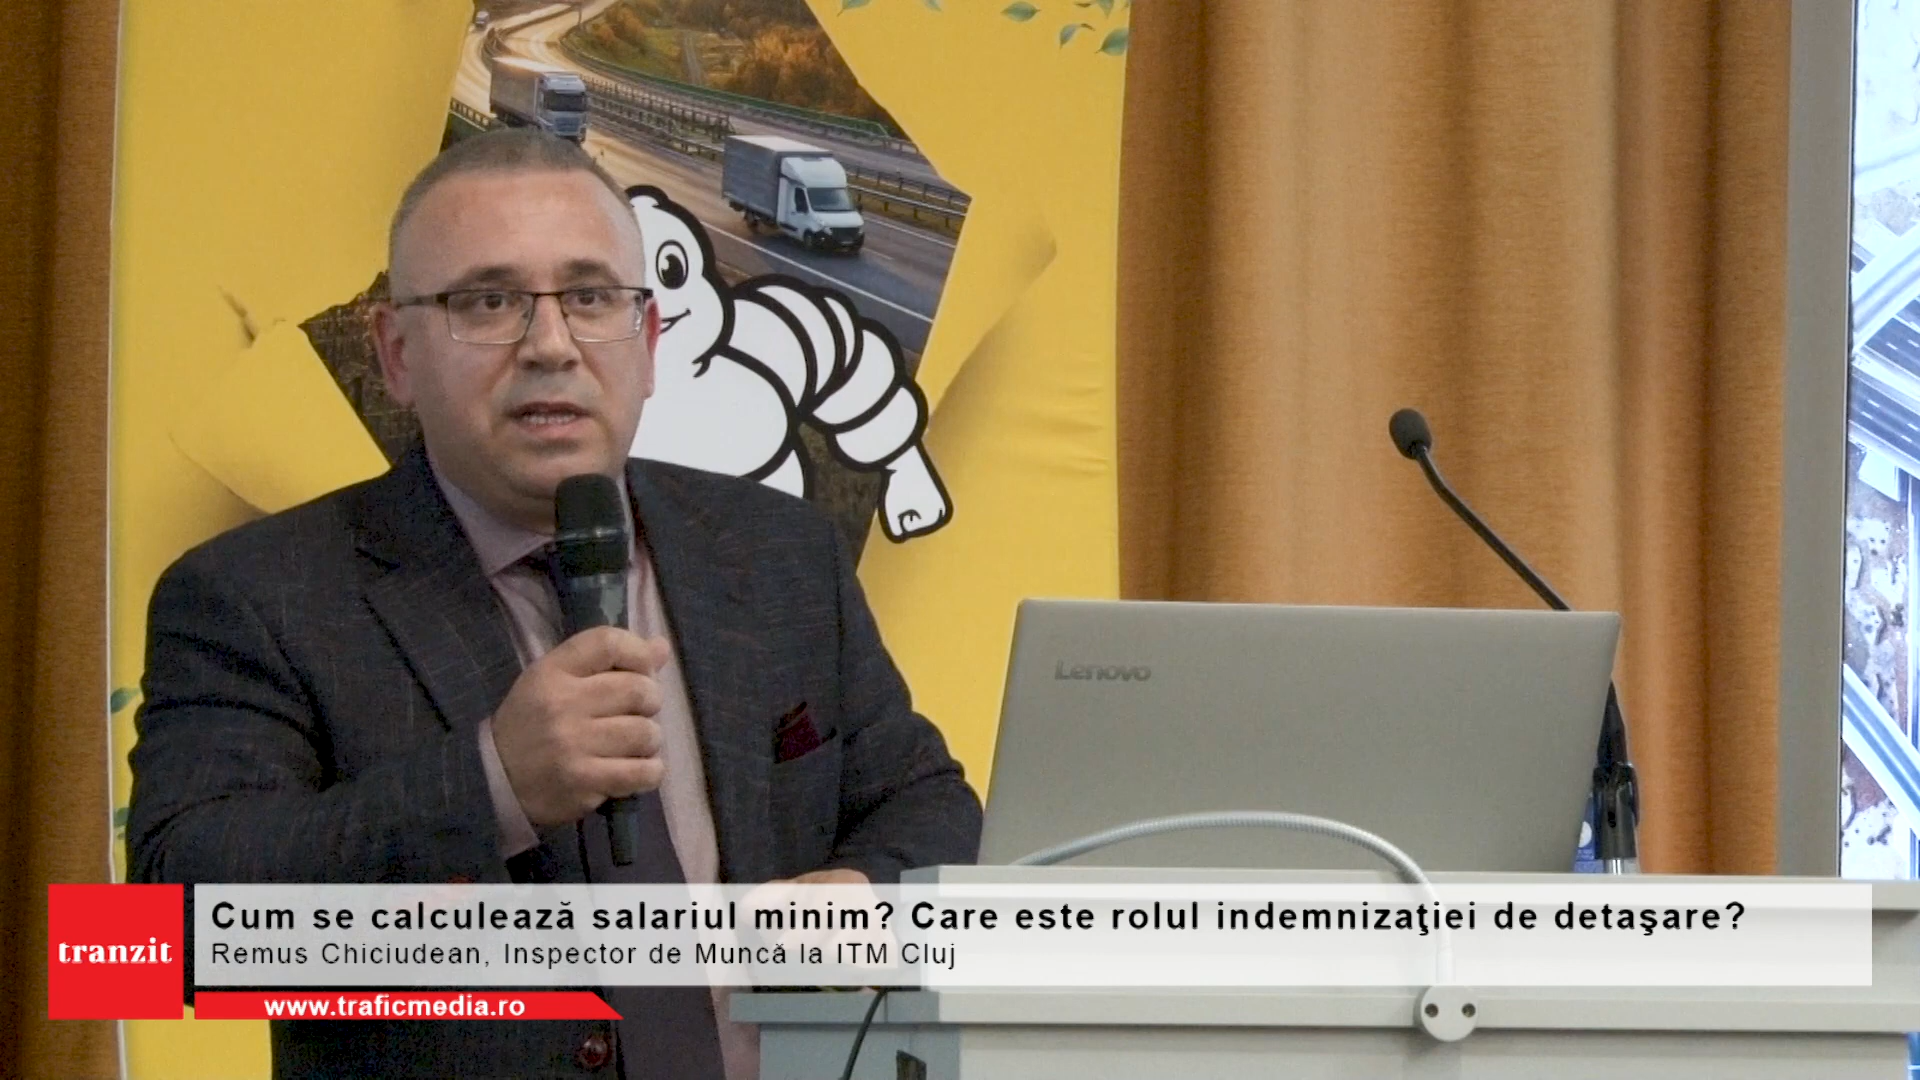 Lenovo
Cum se calculează salariul minim? Care este rolul indemnizaţiei de detaşare?
Remus Chiciudean, Inspector de Muncă la ITM Cluj
tranzit
www.traficmedia.ro